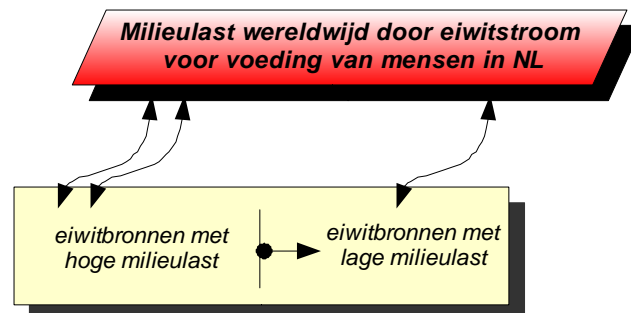 Milieulast wereldwijd door eiwitstroom
voor voeding van mensen in NL
eiwitbronnen met
hoge milieulast
eiwitbronnen met
lage milieulast